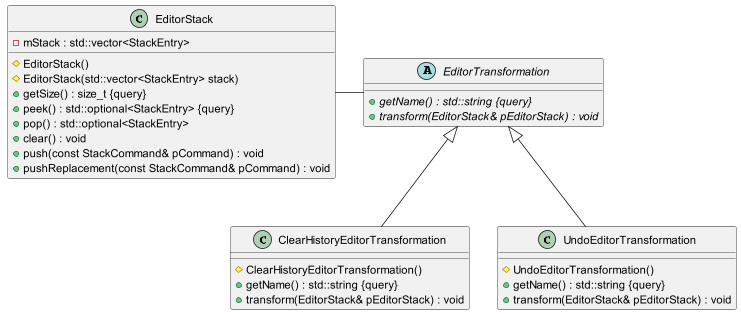 C EditorStack
mStack : std::vector<StackEntry>
EditorStack()
EditorStack(std::vector<StackEntry> stack)
getSize() : size_t {query}
peek() : std::optional<StackEntry> {query}
pop() : std::optional<StackEntry>
clear() : void
push(const StackCommand& pCommand) : void
pushReplacement(const StackCommand& pCommand) : void
A EditorTransformation
getName() : std::string {query}
transform(EditorStack& pEditorStack) : void
C ClearHistoryEditorTransformation
ClearHistoryEditorTransformation()
getName() : std::string {query}
transform(EditorStack& pEditorStack) : void
C UndoEditorTransformation
UndoEditorTransformation()
getName() : std::string {query}
transform(EditorStack& pEditorStack) : void